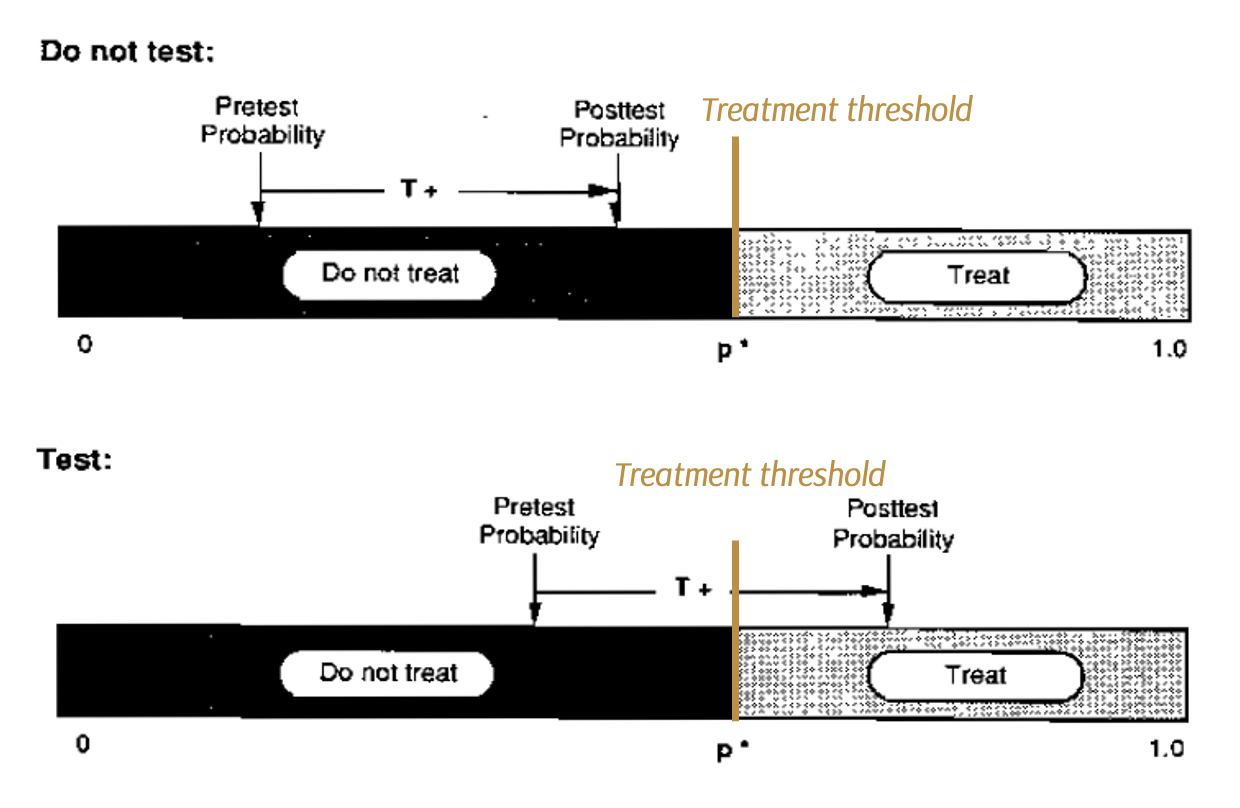 Do not test:
Pretest
Probability
Posttest
Probability
Treatment threshold
T +
Do not treat
Treat
0
p *
1.0
Test:
Treatment threshold
Pretest
Probability
Posttest
Probability
T +
Do not treat
Treat
0
p *
1.0